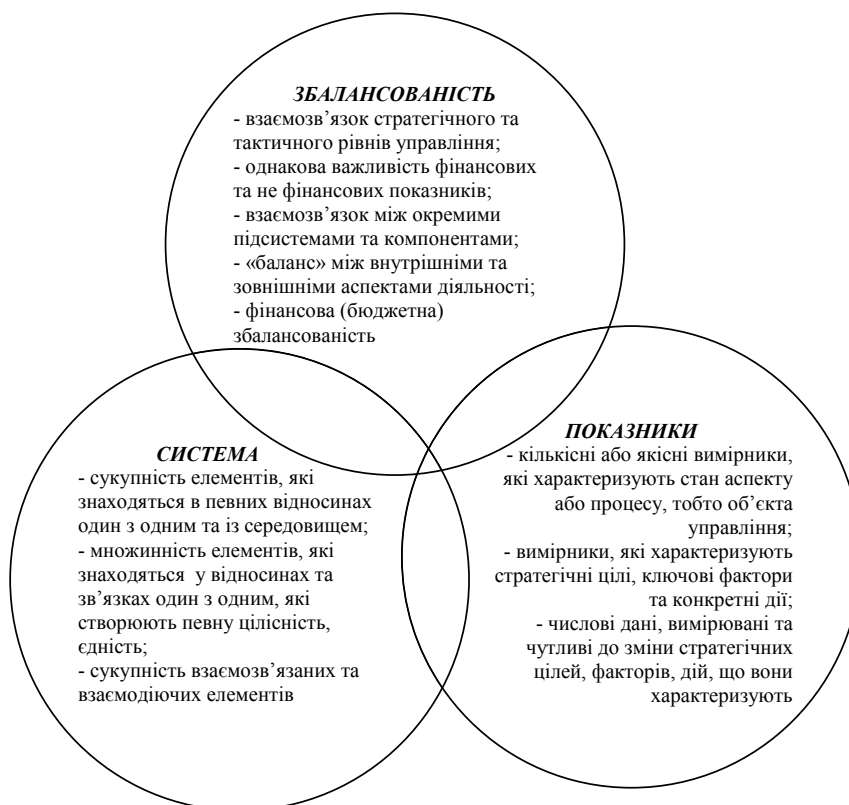 ЗБАЛАНСОВАНІСТЬ
- взаємозв’язок стратегічного та
тактичного рівнів управління;
- однакова важливість фінансових
та не фінансових показників;
- взаємозв’язок між окремими
підсистемами та компонентами;
- «баланс» між внутрішніми та
зовнішніми аспектами діяльності;
- фінансова (бюджетна)
збалансованість
СИСТЕМА
- сукупність елементів, які
знаходяться в певних відносинах
один з одним та із середовищем;
- множинність елементів, які
знаходяться у відносинах та
зв’язках один з одним, які
створюють певну цілісність,
єдність;
- сукупність взаємозв’язаних та
взаємодіючих елементів
ПОКАЗНИКИ
- кількісні або якісні вимірники,
які характеризують стан аспекту
або процесу, тобто об’єкта
управління;
- вимірники, які характеризують
стратегічні цілі, ключові фактори
та конкретні дії;
- числові дані, вимірювані та
чутливі до зміни стратегічних
цілей, факторів, дій, що вони
характеризують